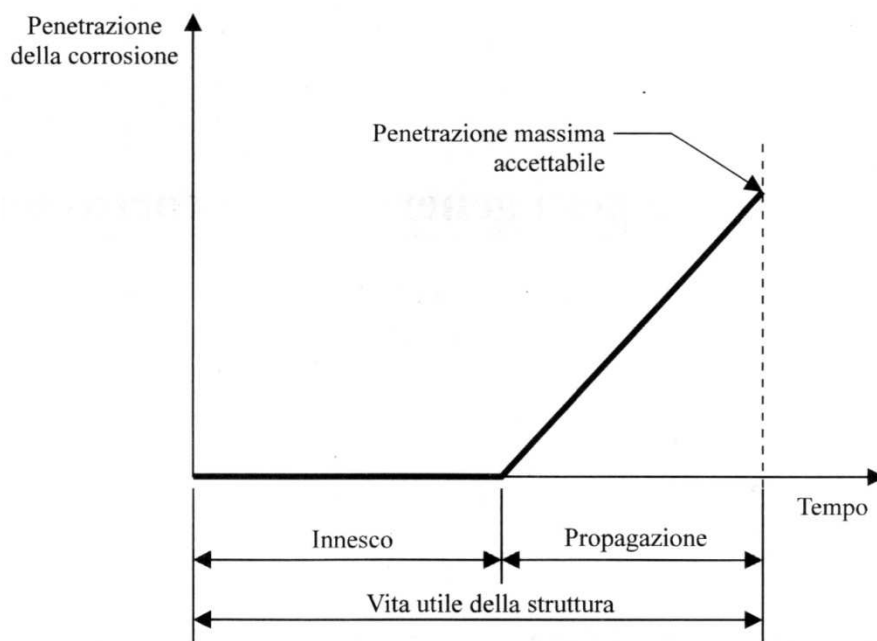 Penetrazione
della corrosione
Penetrazione massima
accettabile
Tempo
Innesco
Propagazione
Vita utile della struttura